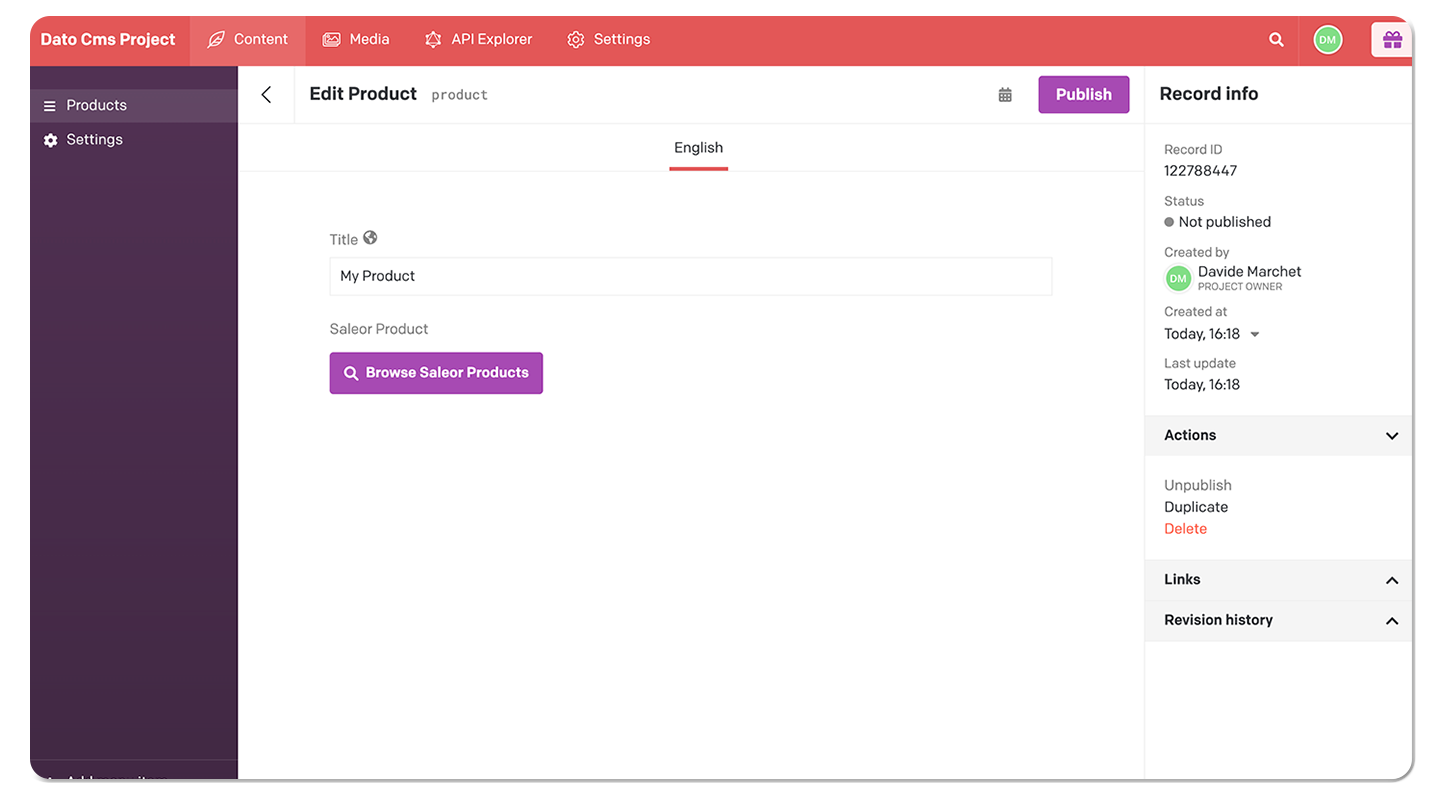 Dato Cms Project
Content
Media
API Explorer
Settings
DM
Products
Settings
Edit Product product
Publish
English
Title
My Product
Saleor Product
Browse Saleor Products
Record info
Record ID
122788447
Status
Not published
Created by
DM
Davide Marchet
PROJECT OWNER
Created at
Today, 16:18
Last update
Today, 16:18
Actions
Unpublish
Duplicate
Delete
Links
Revision history